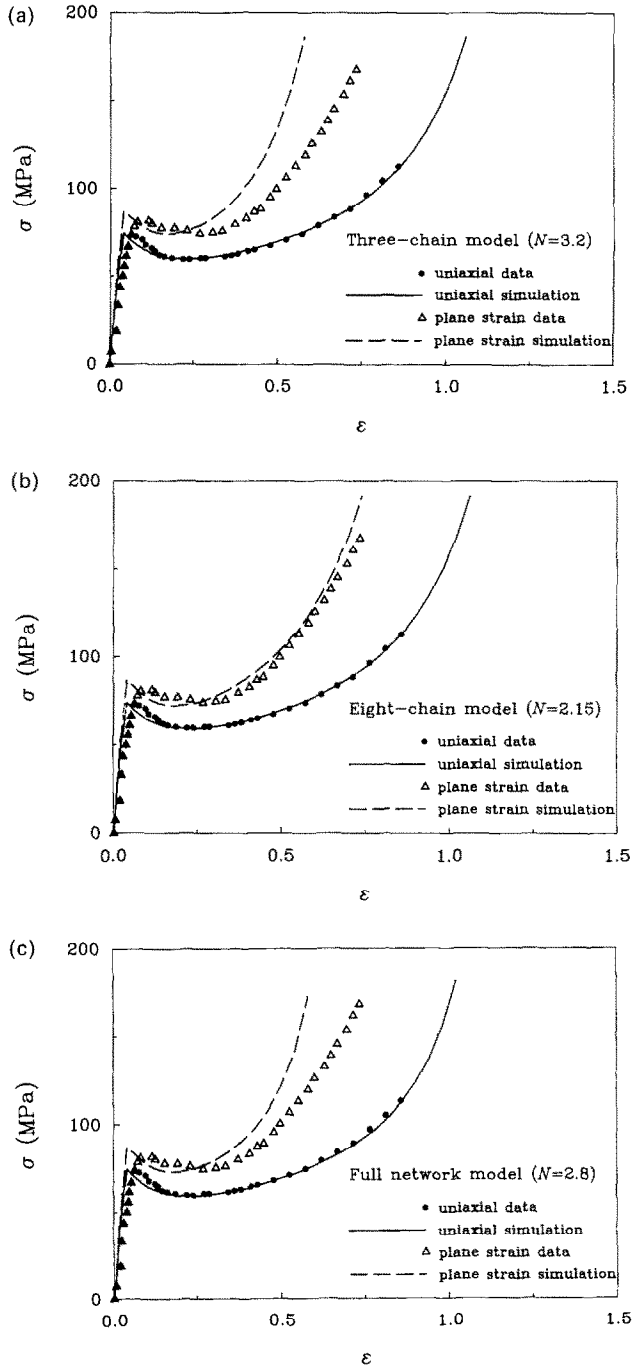 (a)
200
100
0
σ (MPa)
Three-chain model (N=3.2)
uniaxial data
uniaxial simulation
plane strain data
plane strain simulation
0.0 0.5 1.0 1.5
ε
(b)
200
100
0
σ (MPa)
Eight-chain model (N=2.15)
uniaxial data
uniaxial simulation
plane strain data
plane strain simulation
0.0 0.5 1.0 1.5
ε
(c)
200
100
0
σ (MPa)
Full network model (N=2.8)
uniaxial data
uniaxial simulation
plane strain data
plane strain simulation
0.0 0.5 1.0 1.5
ε